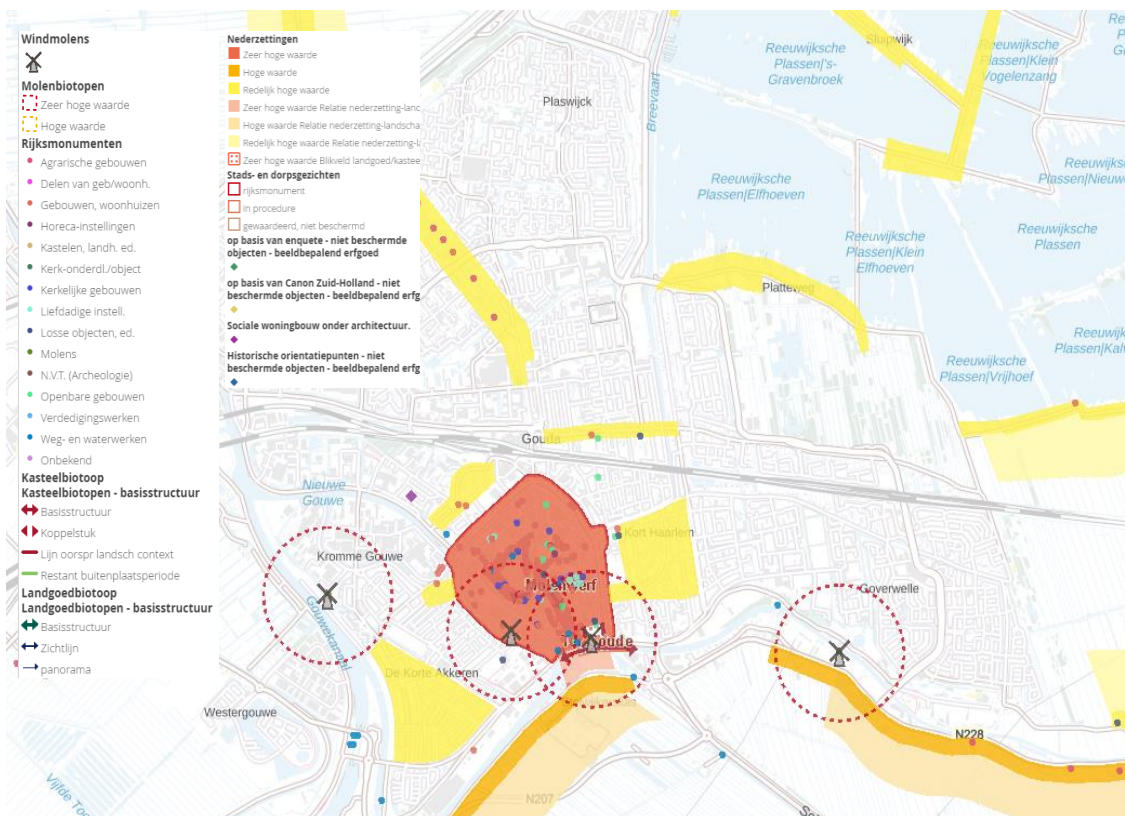 Windmolens
Molenbiotopen
Zeer hoge waarde
Hoge waarde
Rijksmonumenten
Agrarische gebouwen
Delen van geb/woonh.
Gebouwen, woonhuizen
Horeca-instellingen
Kastelen, landh. ed.
Kerk-onderdl./object
Kerkelijke gebouwen
Liefdadige instell.
Losse objecten, ed.
Molens
N.V.T. (Archeologie)
Openbare gebouwen
Verdedigingswerken
Weg- en waterwerken
Onbekend
Kasteelbiotoop
Kasteelbiotopen - basisstructuur
Basisstructuur
Koppelstuk
Lijn oorspr landsch context
Restant buitenplaatsperiode
Landgoedbiotoop
Landgoedbiotopen - basisstructuur
Basisstructuur
Zichtlijn
panorama
Nederzettingen
Zeer hoge waarde
Hoge waarde
Redelijk hoge waarde
Zeer hoge waarde Relatie nederzetting-lanc
Hoge waarde Relatie nederzetting-landscha
Redelijk hoge waarde Relatie nederzetting-la
Zeer hoge waarde Blikveld landgoed/kastee
Stads- en dorpsgezichten
rijksmonument
in procedure
gewaardeerd, niet beschermd
op basis van enquete - niet beschermde
objecten - beeldbepalend erfgoed
op basis van Canon Zuid-Holland - niet
beschermde objecten - beeldbepalend erfg
Sociale woningbouw onder architectuur.
Historische orientatiepunten - niet
beschermde objecten - beeldbepalend erfg
Sluipwijk
Reeuwijksche
Plassen|'s-
Gravenbroek
Reeuwijksche
Plassen|Klein
Vogelenzang
Plaswijck
Breevaart
Reeuwijksche
Plassen|Elfhoeven
Reeuwijksche
Plassen|Nieuw
Reeuwijksche
Plassen|Klein
Elfhoeven
Reeuwijksche
Plassen
Platteweg
Reeuwijksche
Plassen|Kal
Reeuwijksche
Plassen|Vrijhoef
Gouda
Nieuwe
Gouwe
Kort Haarlem
Kromme Gouwe
Molenwerf
Goverwelle
Gouwekanaal
De Korte Akkeren
Westergouwe
N228
N207